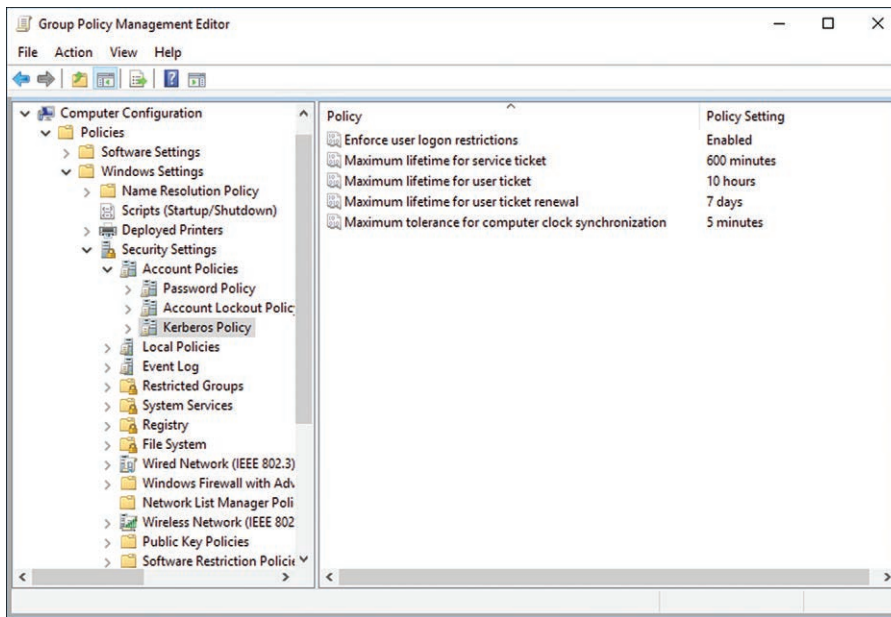 Group Policy Management Editor
File Action View Help
Computer Configuration
Policies
Software Settings
Windows Settings
Name Resolution Policy
Scripts (Startup/Shutdown)
Deployed Printers
Security Settings
Account Policies
Password Policy
Account Lockout Polic
Kerberos Policy
Local Policies
Event Log
Restricted Groups
System Services
Registry
File System
Wired Network (IEEE 802.3)
Windows Firewall with Adv
Network List Manager Poli
Wireless Network (IEEE 802
Public Key Policies
Software Restriction Policie
Policy Policy Setting
Enforce user logon restrictions Enabled
Maximum lifetime for service ticket 600 minutes
Maximum lifetime for user ticket 10 hours
Maximum lifetime for user ticket renewal 7 days
Maximum tolerance for computer clock synchronization 5 minutes